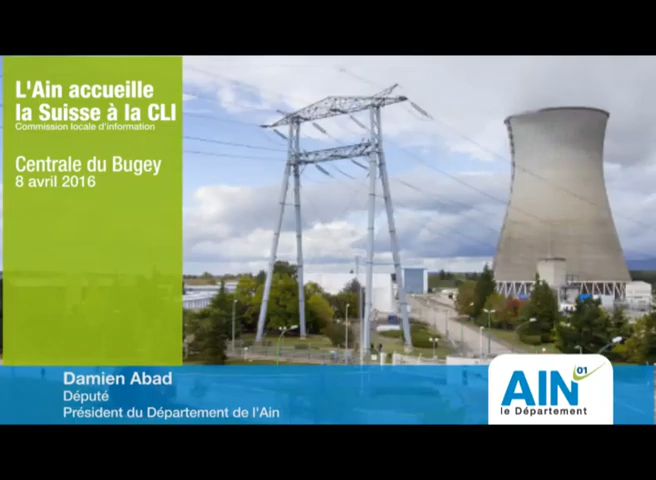 L'Ain accueille
la Suisse à la CLI
Commission locale d'information
Centrale du Bugey
8 avril 2016
Damien Abad
Député
Président du Département de l'Ain
AIN 01
le Département